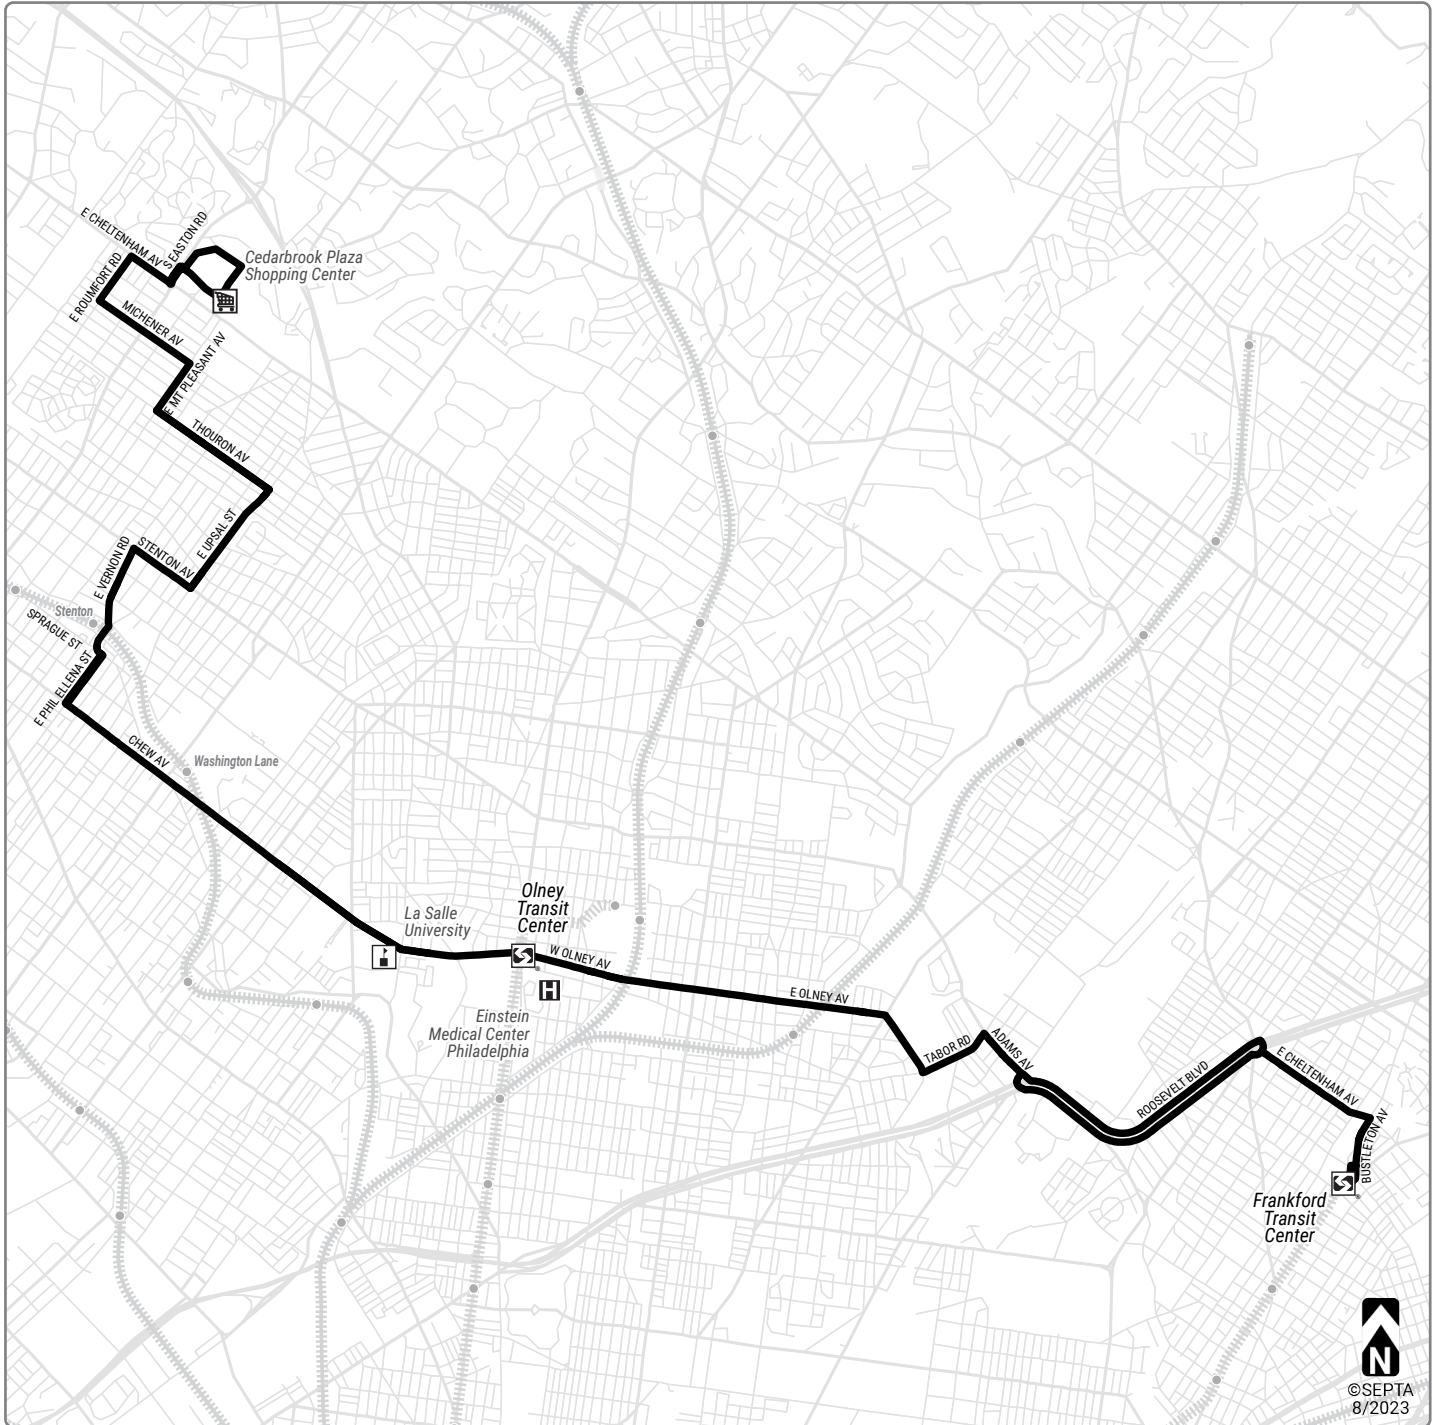 E CHELTENHAM AV
S EASTON RD
Cedarbrook Plaza
Shopping Center
E ROUMFORT RD
MICHENER AV
E MT PLEASANT AV
THOURON AV
E UPSAL ST
STENTON AV
E VERNON RD
Stenton
SPRAGUE ST
E PHIL ELLENA ST
CHEW AV
Washington Lane
La Salle
University
Olney
Transit
Center
W OLNEY AV
H
Einstein
Medical Center
Philadelphia
E OLNEY AV
TABOR RD
ADAMS AV
ROOSEVELT BLVD
E CHELTENHAM AV
BUSTLETON AV
Frankford
Transit
Center
N
©SEPTA
8/2023